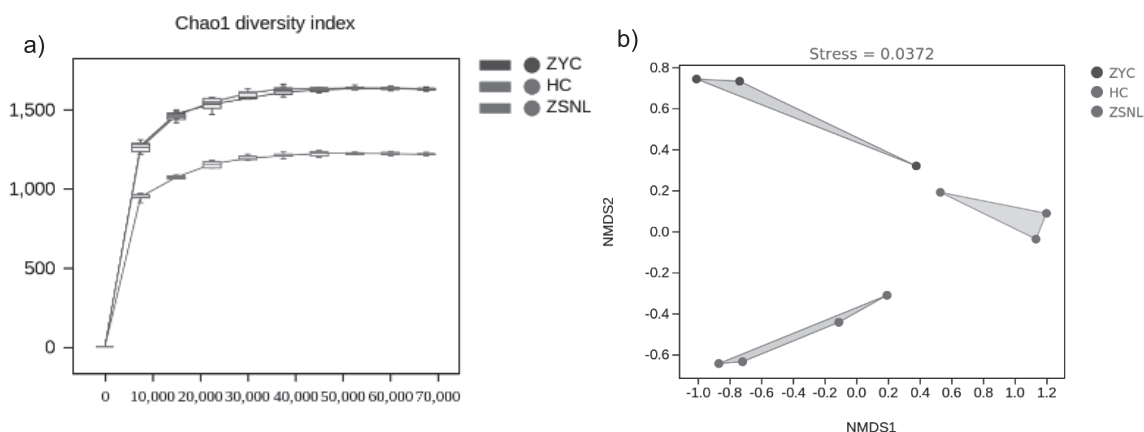 Chao1 diversity index
a)
ZYC
HC
ZSNL
1,500
1,000
500
0
0 10,000 20,000 30,000 40,000 50,000 60,000 70,000
b)
Stress = 0.0372
ZYC
HC
ZSNL
0.8
0.6
0.4
0.2
0.0
-0.2
-0.4
-0.6
NMDS2
-1.0 -0.8 -0.6 -0.4 -0.2 0.0 0.2 0.4 0.6 0.8 1.0 1.2
NMDS1